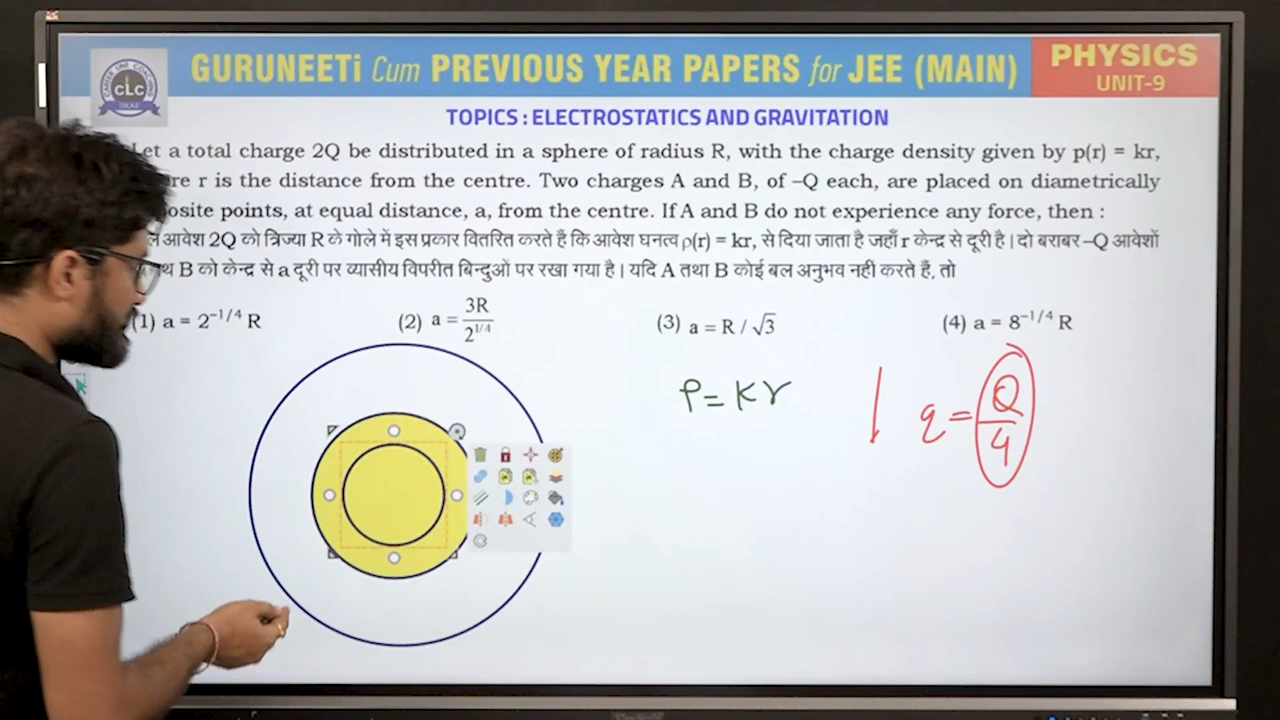 GURUNEETi Cum PREVIOUS YEAR PAPERS for JEE (MAIN)
PHYSICS
UNIT-9
CLC
TOPICS : ELECTROSTATICS AND GRAVITATION
Let a total charge 2Q be distributed in a sphere of radius R, with the charge density given by p(r) = kr,
re r is the distance from the centre. Two charges A and B, of –Q each, are placed on diametrically
osite points, at equal distance, a, from the centre. If A and B do not experience any force, then :
ल आवेश 2Q को त्रिज्या R के गोले में इस प्रकार वितरित करते हैं कि आवेश घनत्व ρ(r) = kr, से दिया जाता है जहाँ r केन्द्र से दूरी है। दो बराबर –Q आवेशों
तथ B को केन्द्र से a दूरी पर व्यासीय विपरीत बिन्दुओं पर रखा गया है। यदि A तथा B कोई बल अनुभव नहीं करते हैं, तो
(1) a = 2^–1/4 R (2) a = 3R / 2^1/4 (3) a = R / √3 (4) a = 8^–1/4 R
ρ = Kr
q = Q/4